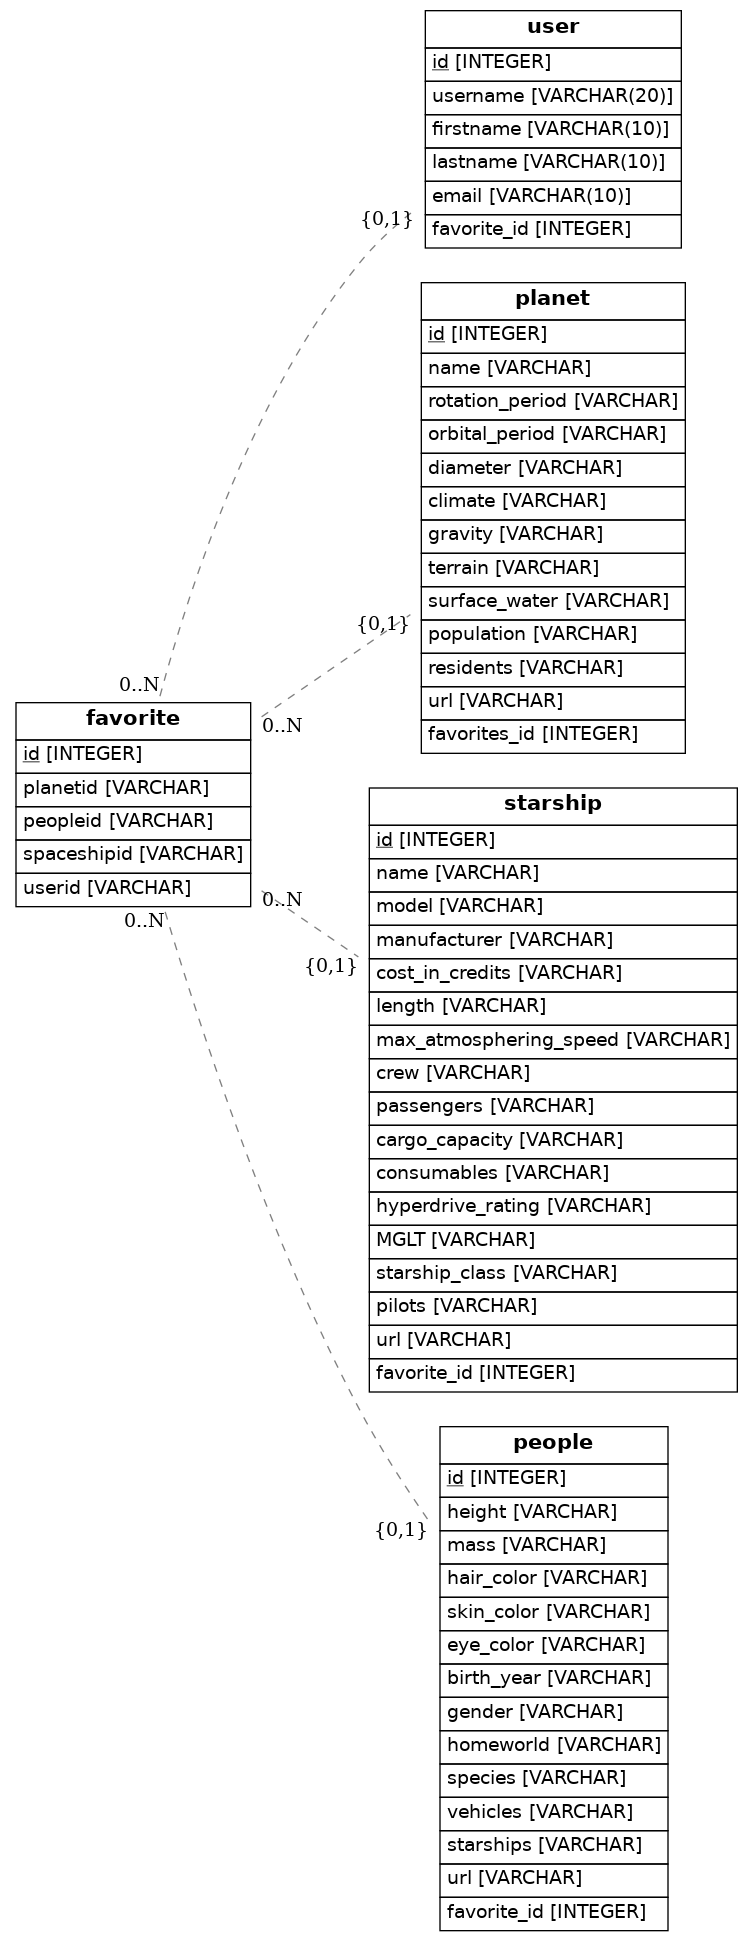 user
id [INTEGER]
username [VARCHAR(20)]
firstname [VARCHAR(10)]
lastname [VARCHAR(10)]
email [VARCHAR(10)]
favorite_id [INTEGER]
{0,1}
planet
id [INTEGER]
name [VARCHAR]
rotation_period [VARCHAR]
orbital_period [VARCHAR]
diameter [VARCHAR]
climate [VARCHAR]
gravity [VARCHAR]
terrain [VARCHAR]
surface_water [VARCHAR]
population [VARCHAR]
residents [VARCHAR]
url [VARCHAR]
favorites_id [INTEGER]
{0,1}
0..N
0..N
favorite
id [INTEGER]
planetid [VARCHAR]
peopleid [VARCHAR]
spaceshipid [VARCHAR]
userid [VARCHAR]
0..N
0..N
{0,1}
starship
id [INTEGER]
name [VARCHAR]
model [VARCHAR]
manufacturer [VARCHAR]
cost_in_credits [VARCHAR]
length [VARCHAR]
max_atmosphering_speed [VARCHAR]
crew [VARCHAR]
passengers [VARCHAR]
cargo_capacity [VARCHAR]
consumables [VARCHAR]
hyperdrive_rating [VARCHAR]
MGLT [VARCHAR]
starship_class [VARCHAR]
pilots [VARCHAR]
url [VARCHAR]
favorite_id [INTEGER]
people
id [INTEGER]
height [VARCHAR]
mass [VARCHAR]
hair_color [VARCHAR]
skin_color [VARCHAR]
eye_color [VARCHAR]
birth_year [VARCHAR]
gender [VARCHAR]
homeworld [VARCHAR]
species [VARCHAR]
vehicles [VARCHAR]
starships [VARCHAR]
url [VARCHAR]
favorite_id [INTEGER]
{0,1}